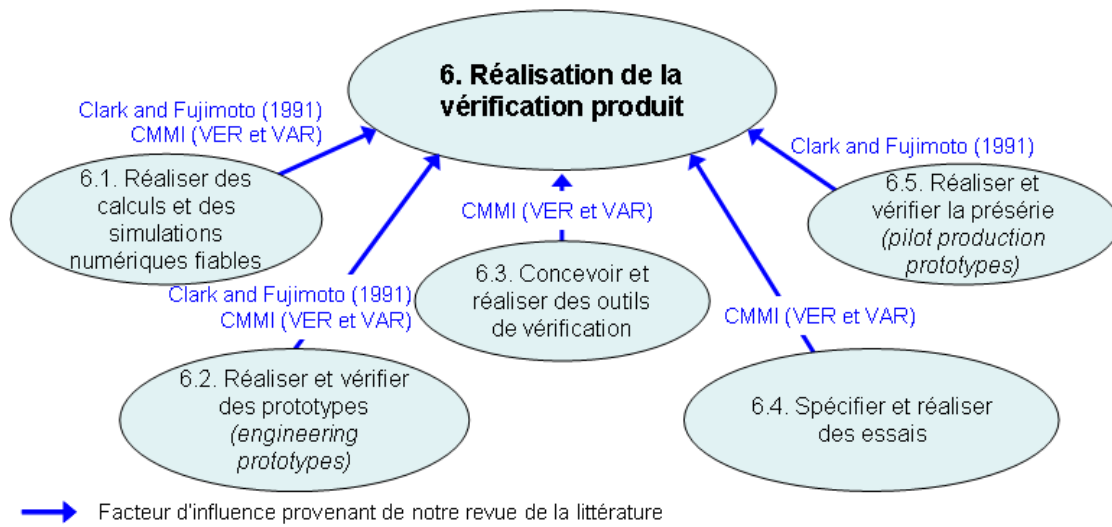 6. Réalisation de la
vérification produit
Clark and Fujimoto (1991)
CMMI (VER et VAR)
6.1. Réaliser des
calculs et des
simulations
numériques fiables
Clark and Fujimoto (1991)
CMMI (VER et VAR)
6.2. Réaliser et vérifier
des prototypes
(engineering
prototypes)
CMMI (VER et VAR)
6.3. Concevoir et
réaliser des outils
de vérification
CMMI (VER et VAR)
6.4. Spécifier et réaliser
des essais
Clark and Fujimoto (1991)
6.5. Réaliser et
vérifier la présérie
(pilot production
prototypes)
Facteur d'influence provenant de notre revue de la littérature